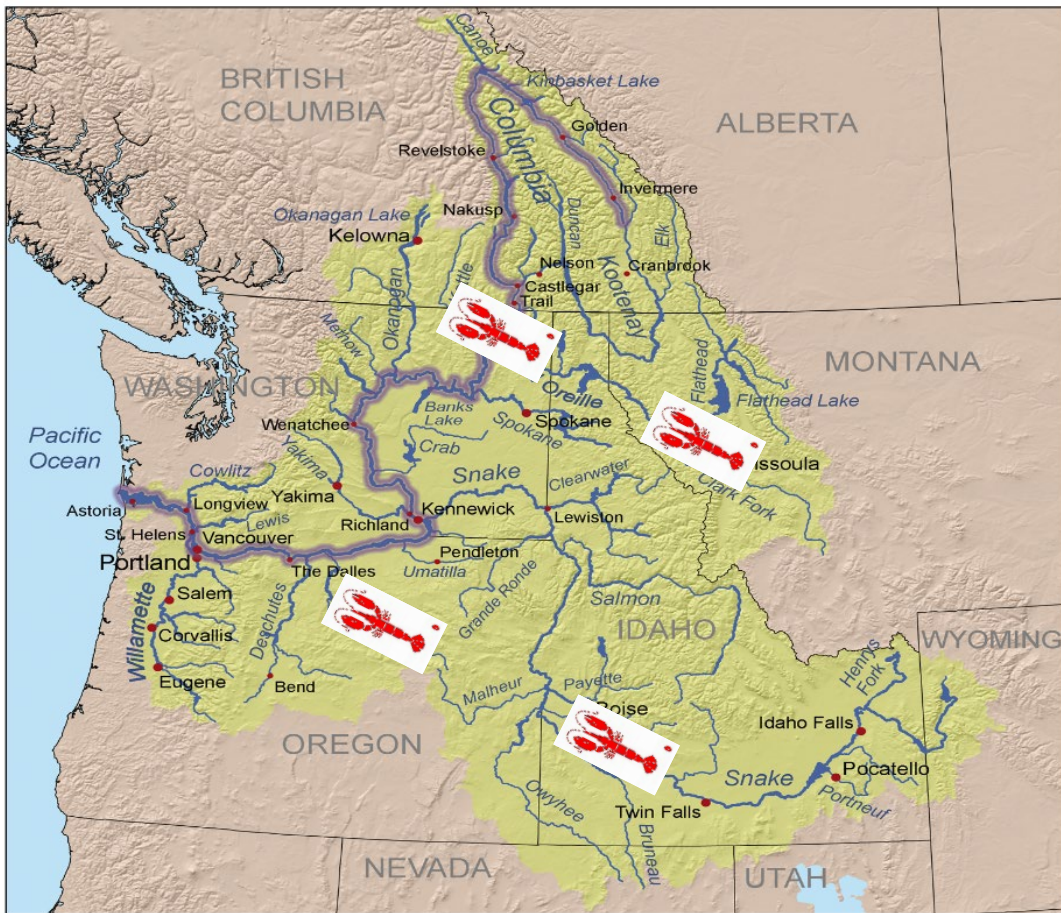 Canoe
BRITISH
COLUMBIA
Kinbasket Lake
ALBERTA
Golden
Columbia
Revelstoke
Invermere
Nakusp
Okanagan Lake
Kelowna
Duncan
Elk
Nelson
Cranbrook
Castlegar
Kootenay
Trail
Okanogan
Methow
MONTANA
WASHINGTON
Flathead
Flathead Lake
Oreille
Banks
Lake
Spokane
Spokane
Wenatchee
Pacific
Ocean
Crab
Yakima
Snake
Clearwater
Clark Fork
Cowlitz
Yakima
Astoria
Longview
Kennewick
Richland
Lewiston
Lewis
St. Helens
Vancouver
Portland
Pendleton
The Dalles
Umatilla
Grande Ronde
Salem
Salmon
Willamette
Deschutes
Corvallis
IDAHO
WYOMING
Eugene
Bend
Henrys
Fork
Malheur
Payette
Boise
Idaho Falls
OREGON
Snake
Pocatello
Owyhee
Twin Falls
Portneuf
Bruneau
NEVADA
UTAH